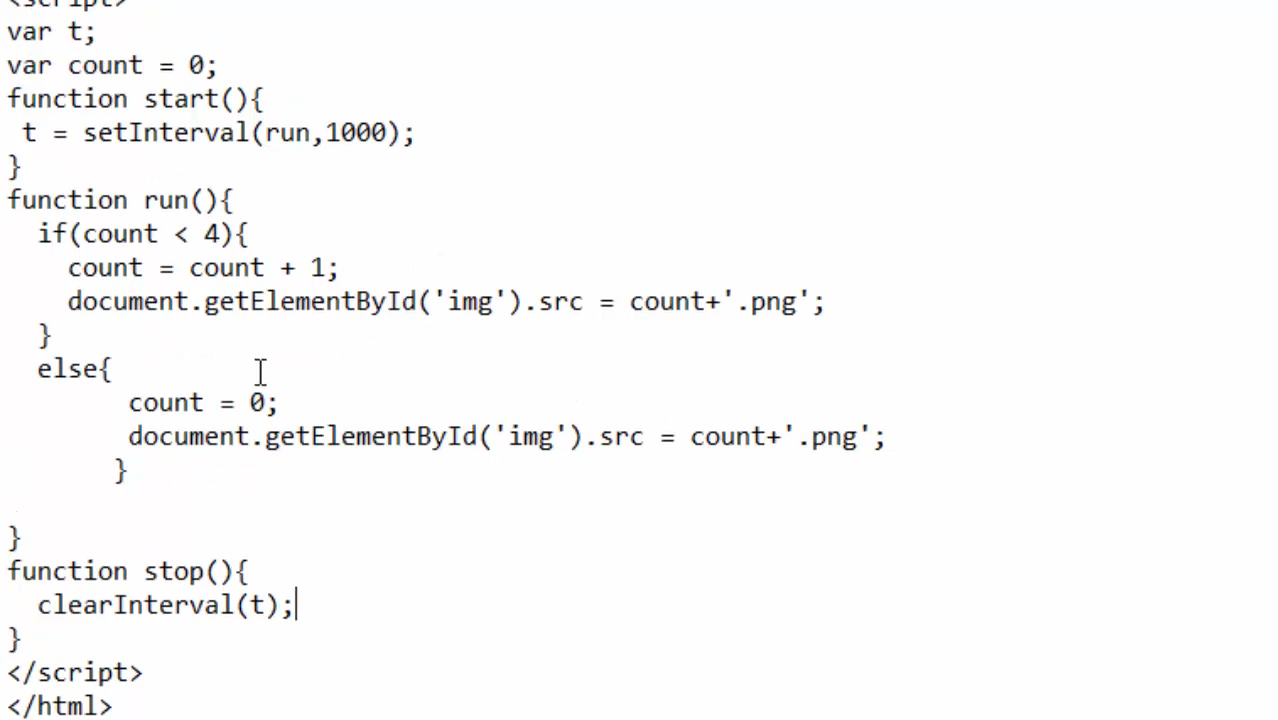 <script>
var t;
var count = 0;
function start(){
 t = setInterval(run,1000);
}
function run(){
  if(count < 4){
    count = count + 1;
    document.getElementById('img').src = count+'.png';
  }
  else{
        count = 0;
        document.getElementById('img').src = count+'.png';
       }

}
function stop(){
  clearInterval(t);
}
</script>
</html>